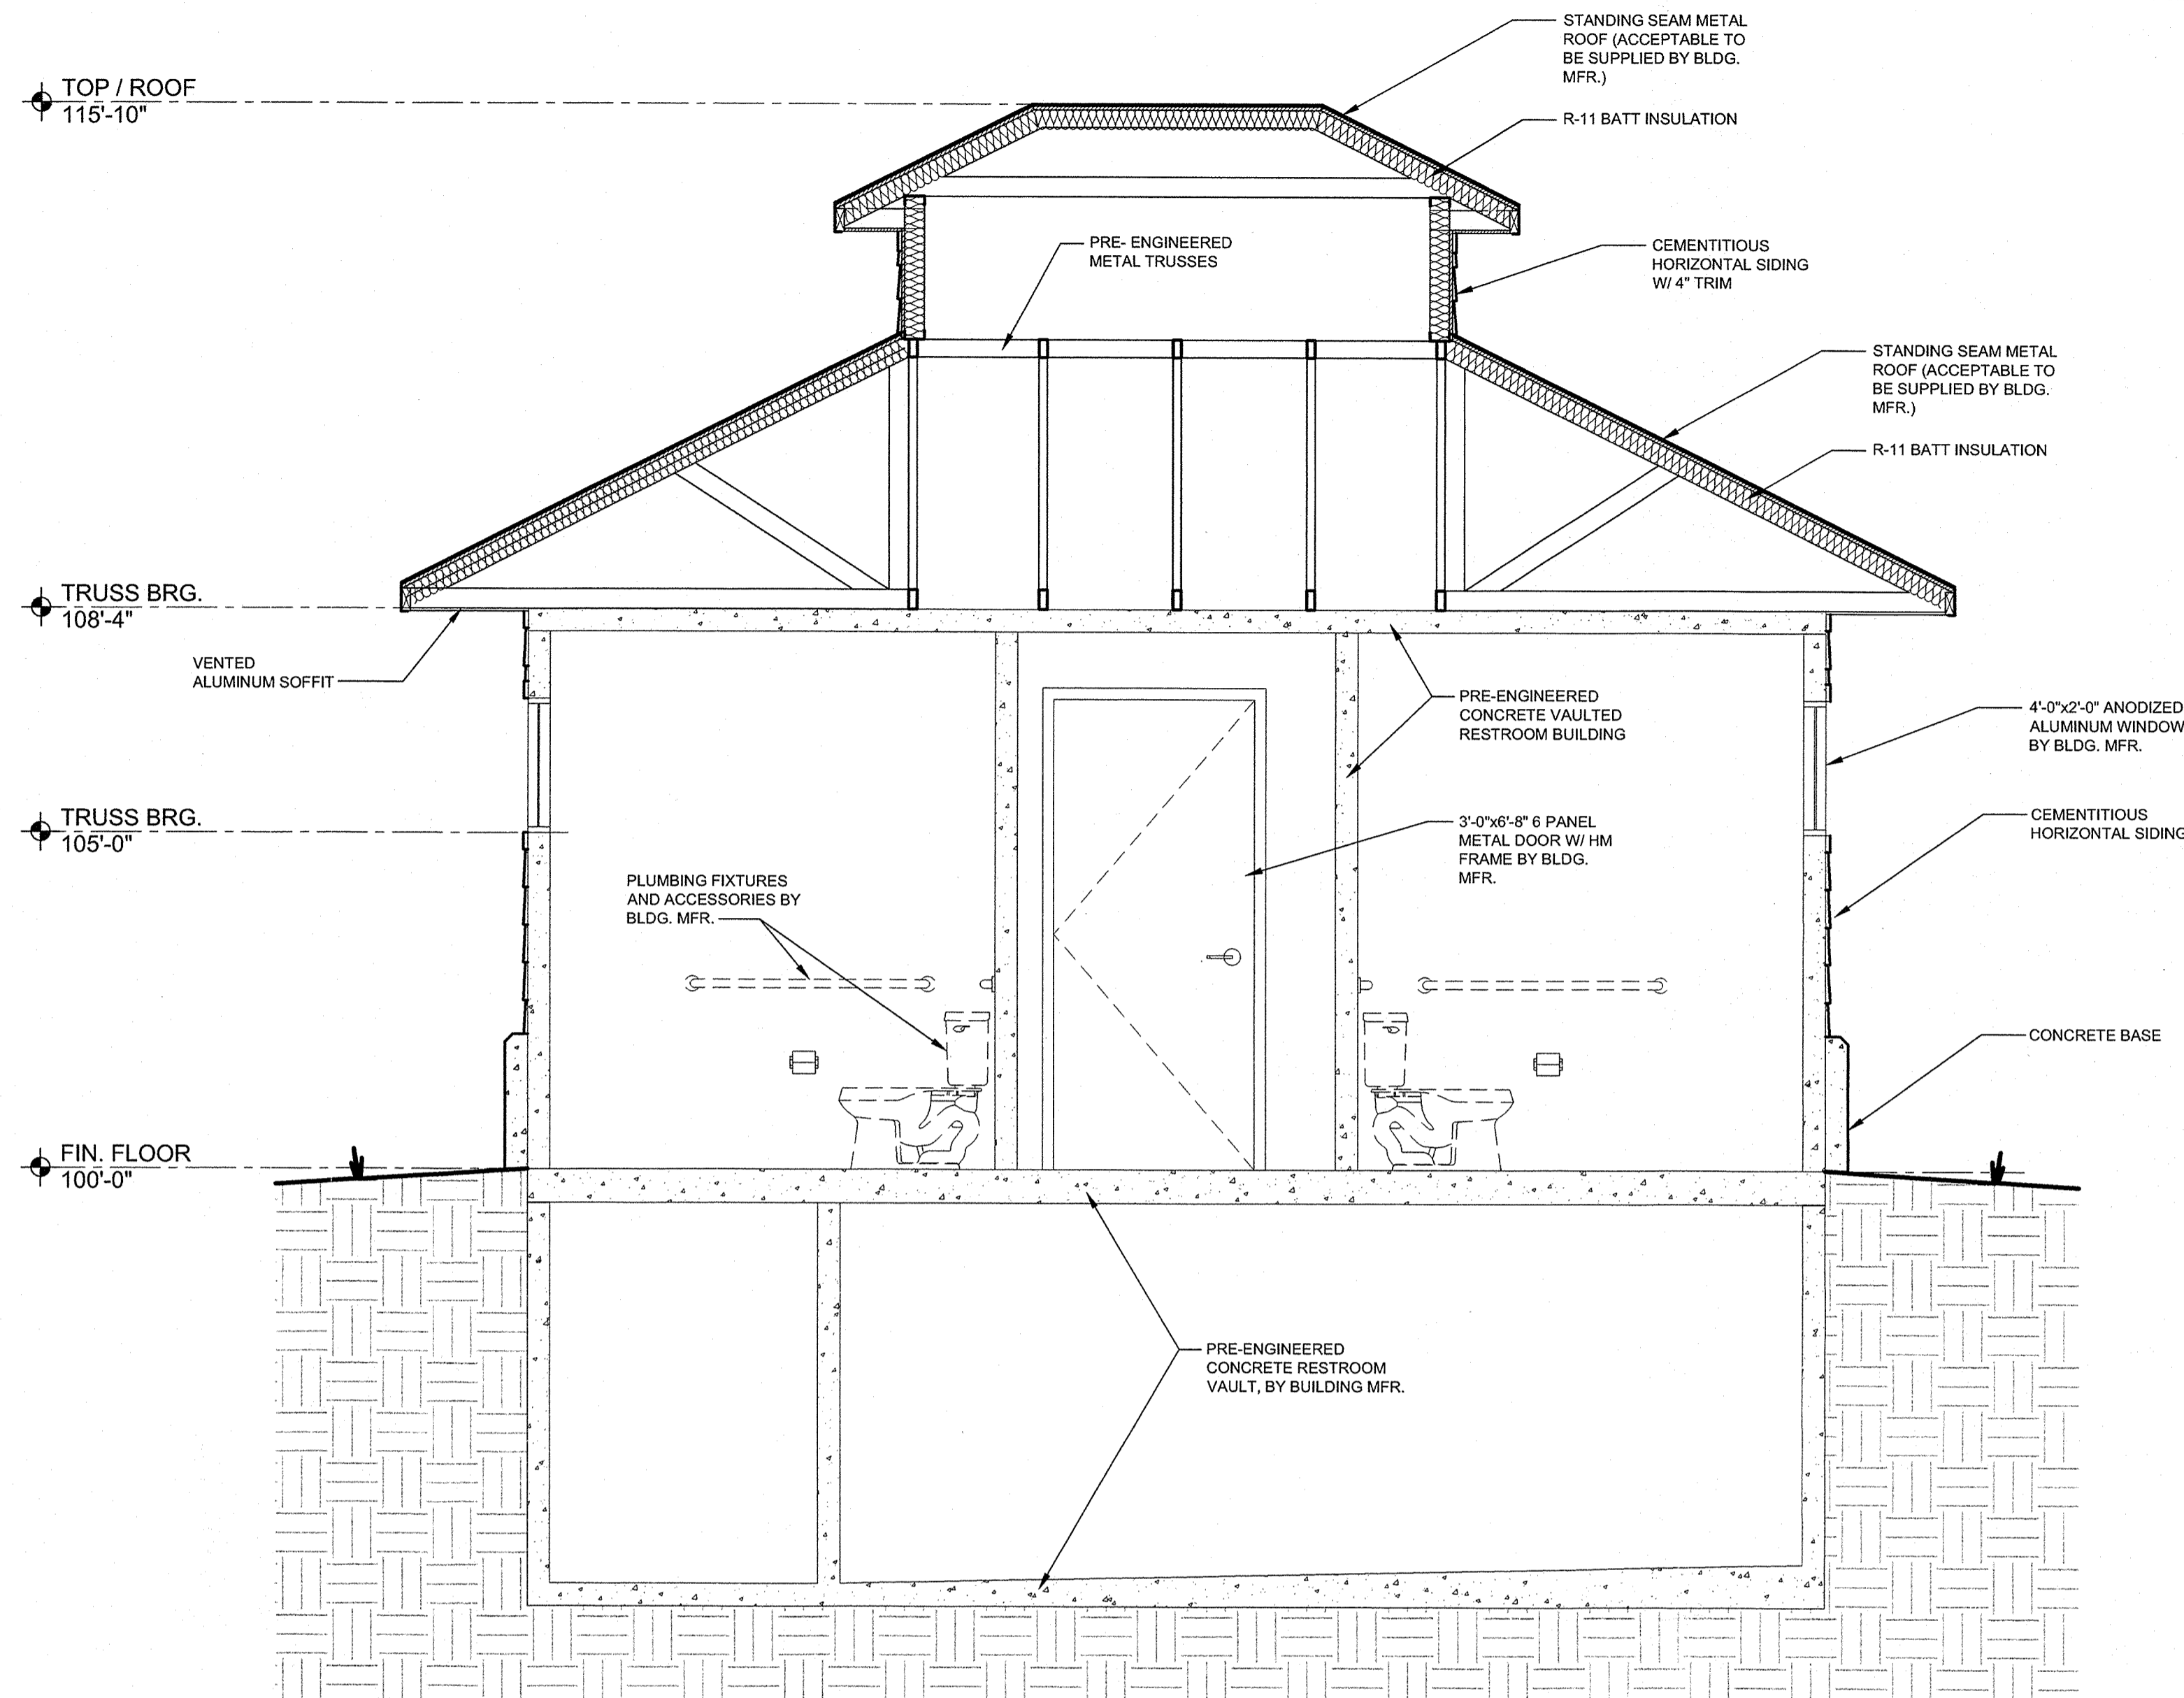 STANDING SEAM METAL
ROOF (ACCEPTABLE TO
BE SUPPLIED BY BLDG.
MFR.)
TOP / ROOF
115'-10"
R-11 BATT INSULATION
PRE- ENGINEERED
METAL TRUSSES
CEMENTITIOUS
HORIZONTAL SIDING
W/ 4" TRIM
STANDING SEAM METAL
ROOF (ACCEPTABLE TO
BE SUPPLIED BY BLDG.
MFR.)
R-11 BATT INSULATION
TRUSS BRG.
108'-4"
VENTED
ALUMINUM SOFFIT
PRE-ENGINEERED
CONCRETE VAULTED
RESTROOM BUILDING
4'-0"x2'-0" ANODIZED
ALUMINUM WINDOW
BY BLDG. MFR.
TRUSS BRG.
105'-0"
3'-0"x6'-8" 6 PANEL
METAL DOOR W/ HM
FRAME BY BLDG.
MFR.
CEMENTITIOUS
HORIZONTAL SIDING
PLUMBING FIXTURES
AND ACCESSORIES BY
BLDG. MFR.
CONCRETE BASE
FIN. FLOOR
100'-0"
PRE-ENGINEERED
CONCRETE RESTROOM
VAULT, BY BUILDING MFR.